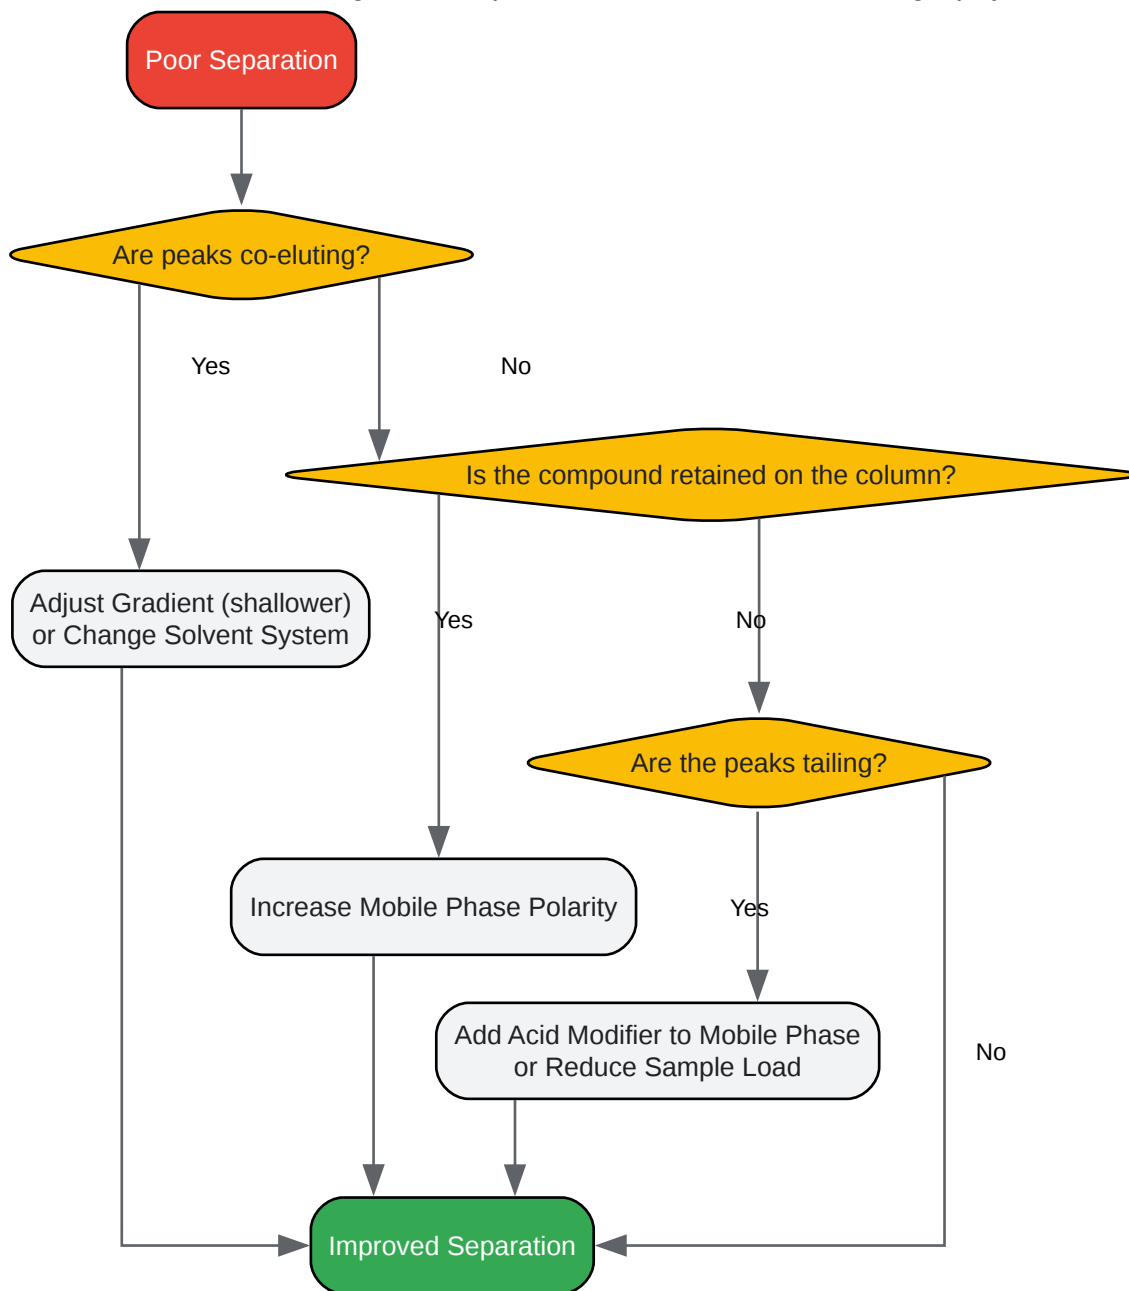 Poor Separation
Are peaks co-eluting?
Yes
No
Is the compound retained on the column?
Adjust Gradient (shallower)
or Change Solvent System
Yes
No
Are the peaks tailing?
Increase Mobile Phase Polarity
Yes
Add Acid Modifier to Mobile Phase
or Reduce Sample Load
No
Improved Separation